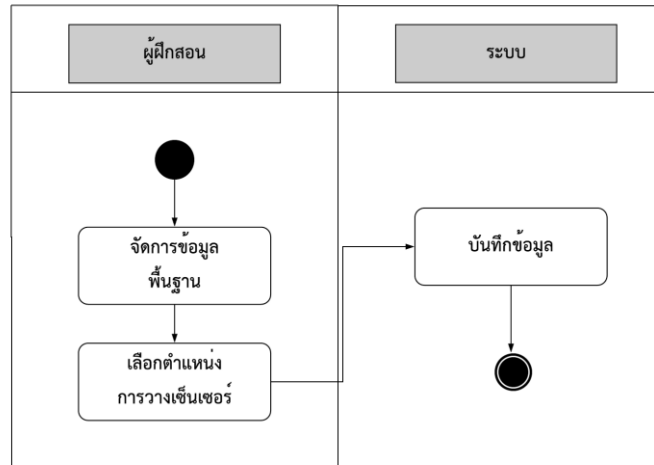 ผู้ฝึกสอน
ระบบ
จัดการข้อมูล
พื้นฐาน
บันทึกข้อมูล
เลือกตำแหน่ง
การวางเซ็นเซอร์